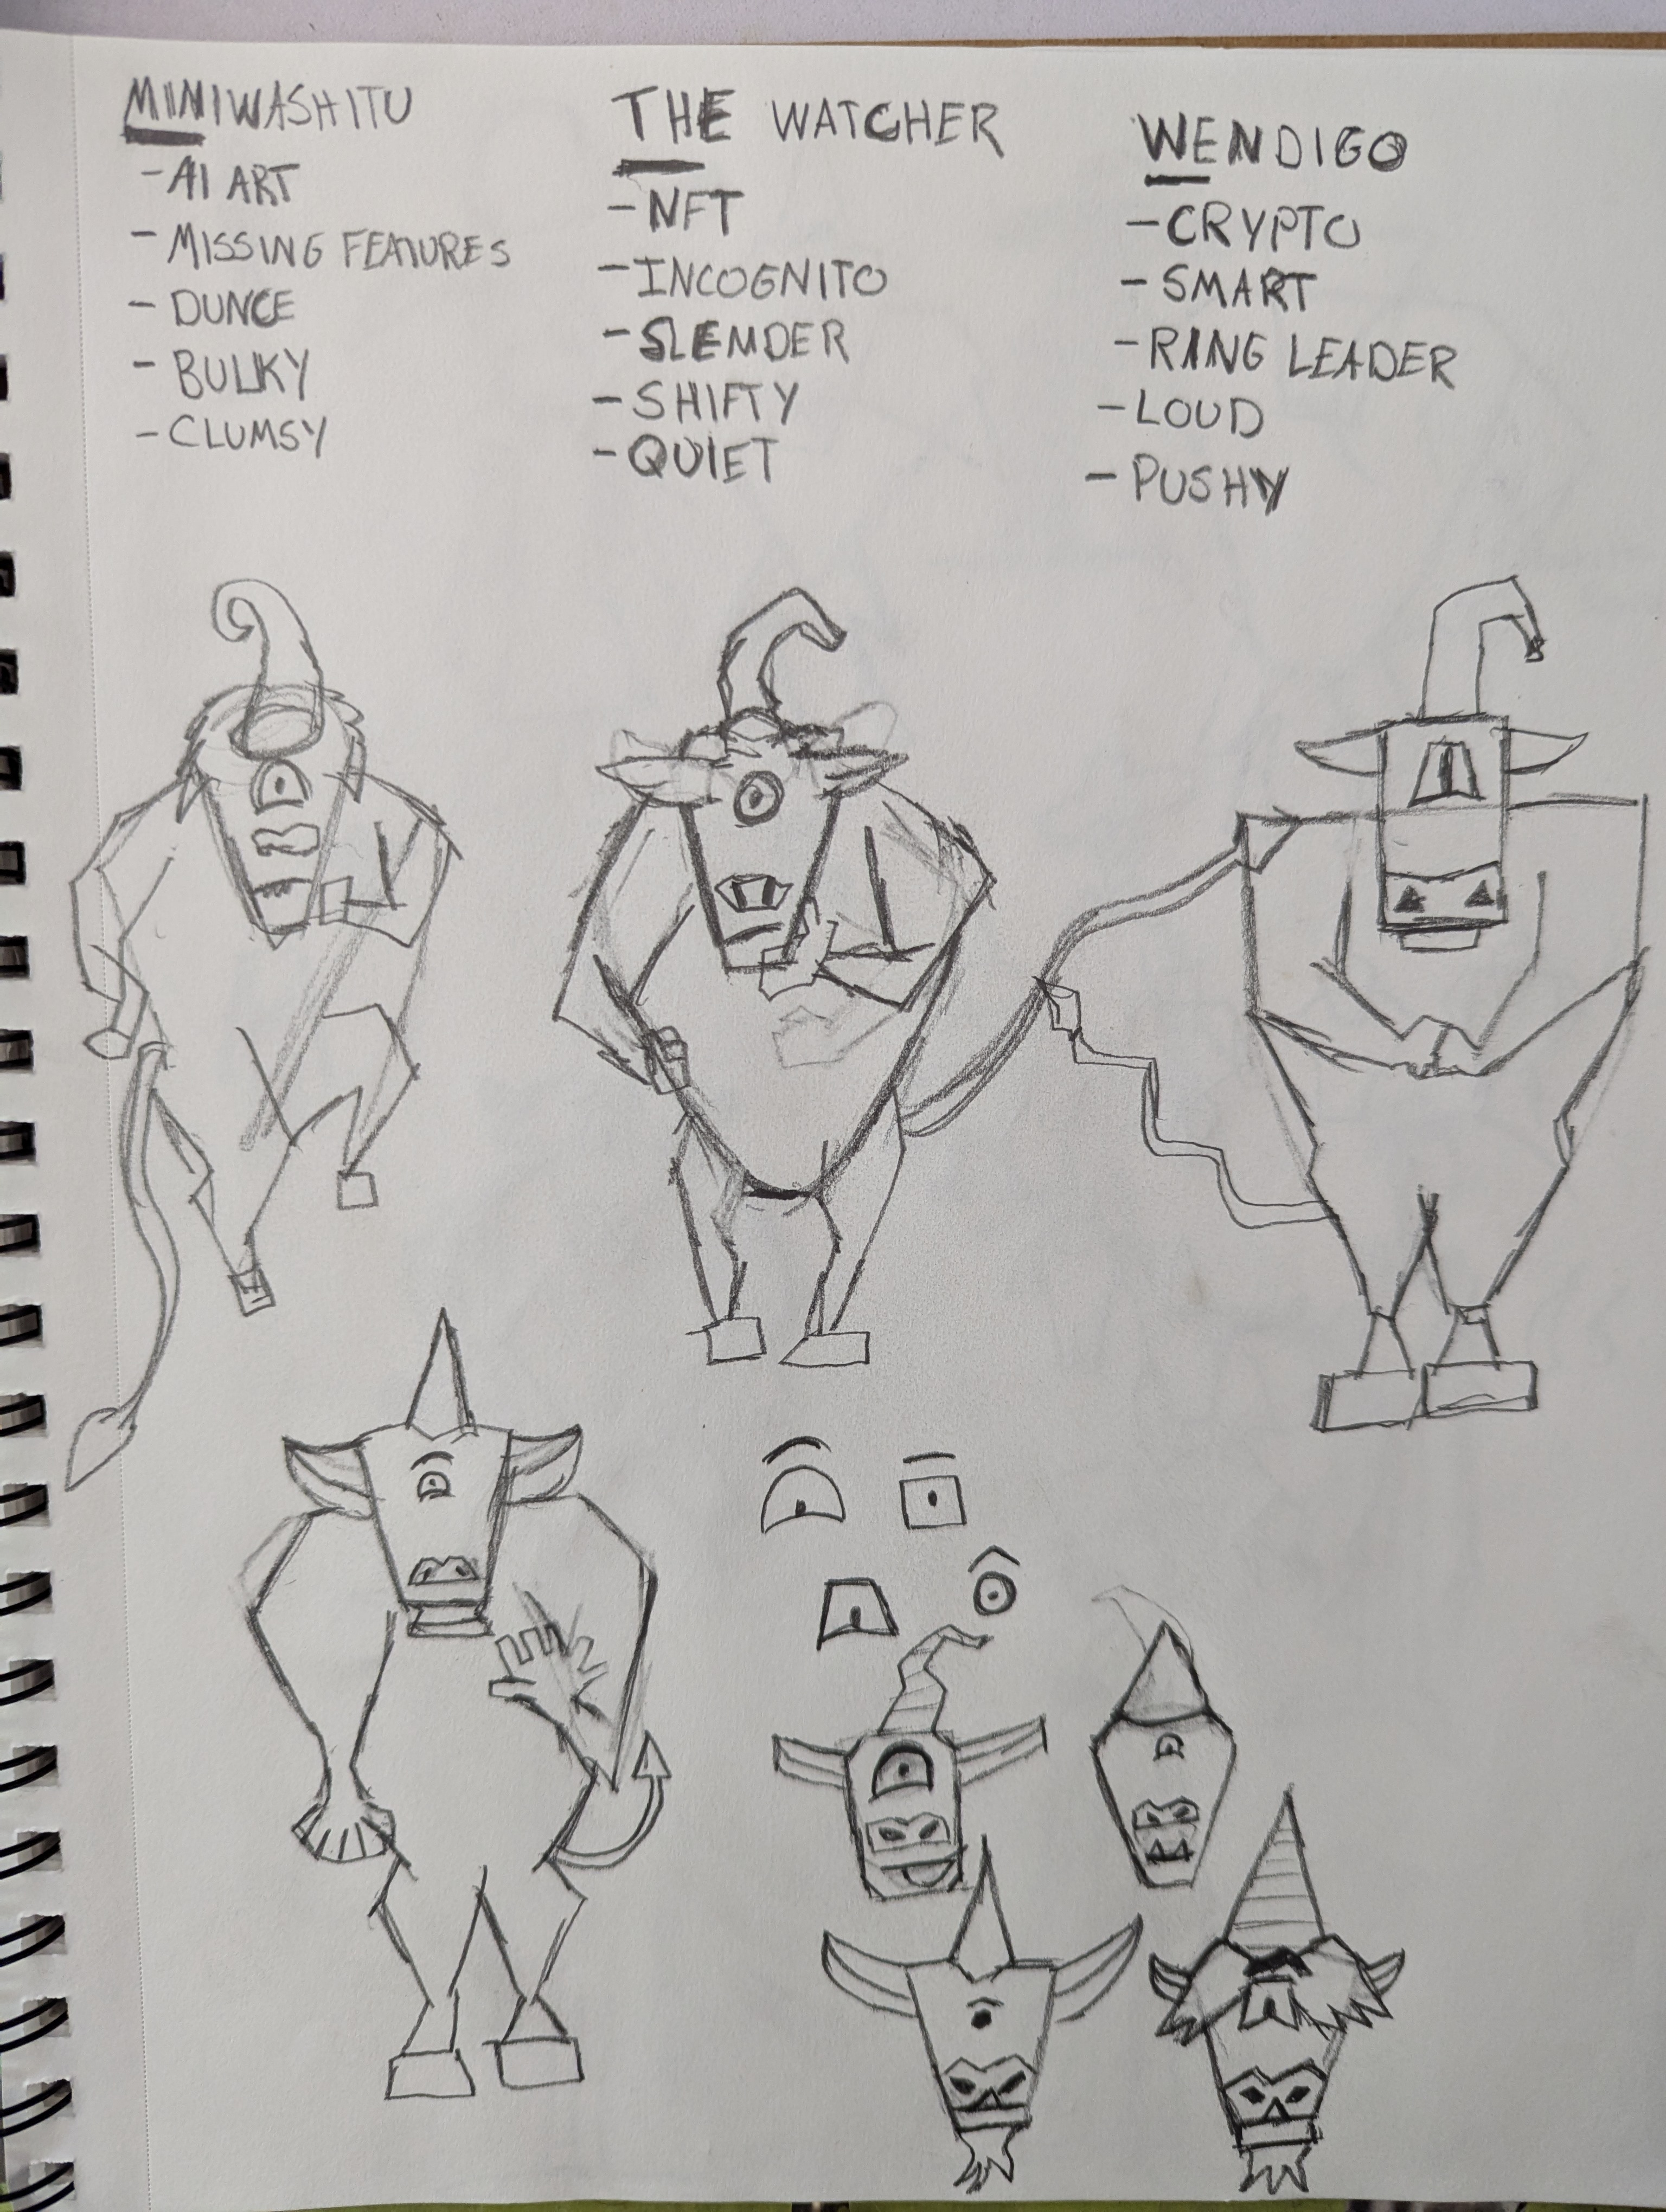 MINIWASHITU
- AI ART
- MISSING FEATURES
- DUNCE
- BULKY
- CLUMSY
THE WATCHER
- NFT
- INCOGNITO
- SLENDER
- SHIFTY
- QUIET
WENDIGO
- CRYPTO
- SMART
- RING LEADER
- LOUD
- PUSHY